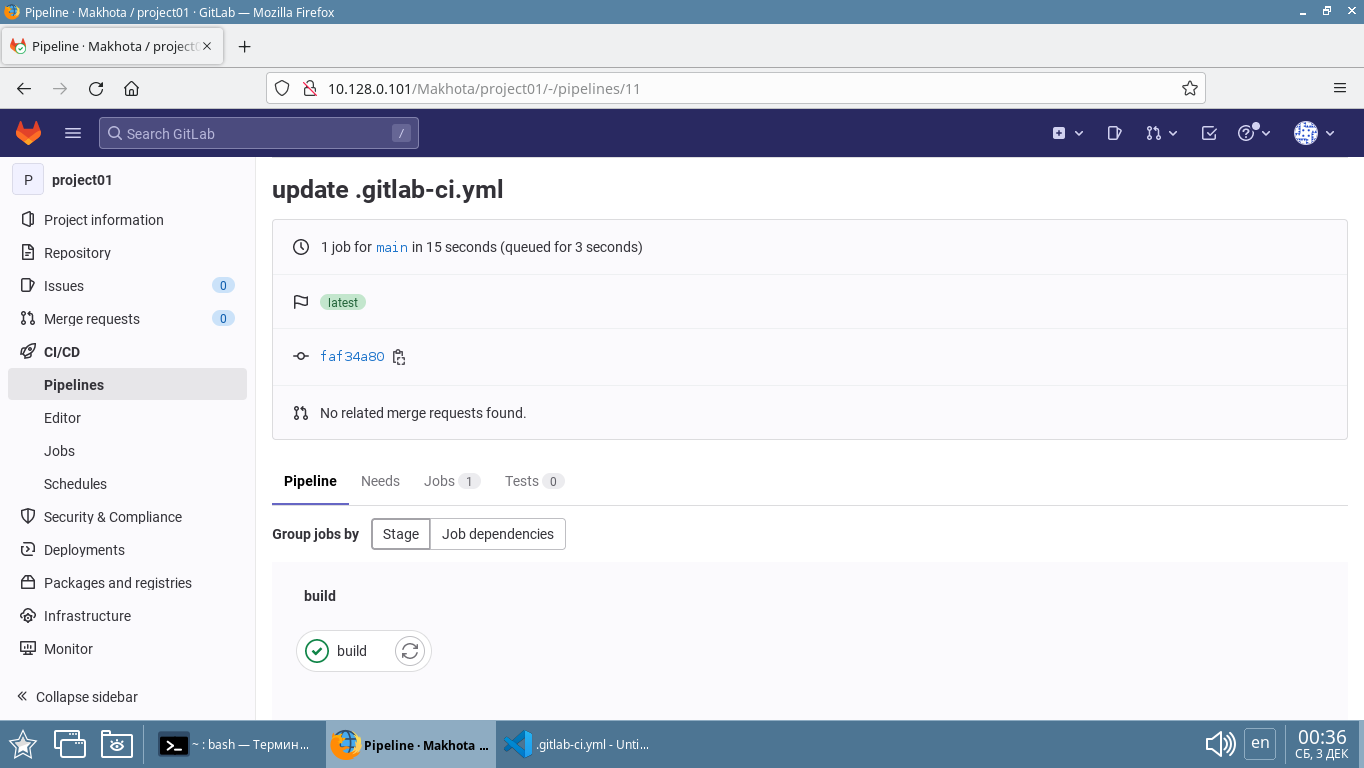 Pipeline · Makhota / project01 · GitLab — Mozilla Firefox
Pipeline · Makhota / project
10.128.0.101/Makhota/project01/-/pipelines/11
Search GitLab /
P project01
Project information
Repository
Issues 0
Merge requests 0
CI/CD
Pipelines
Editor
Jobs
Schedules
Security & Compliance
Deployments
Packages and registries
Infrastructure
Monitor
Collapse sidebar
update .gitlab-ci.yml
1 job for main in 15 seconds (queued for 3 seconds)
latest
faf34a80
No related merge requests found.
Pipeline Needs Jobs 1 Tests 0
Group jobs by Stage Job dependencies
build
build
~ : bash — Термин...
Pipeline · Makhota ...
.gitlab-ci.yml - Unti...
en
00:36
СБ, 3 ДЕК